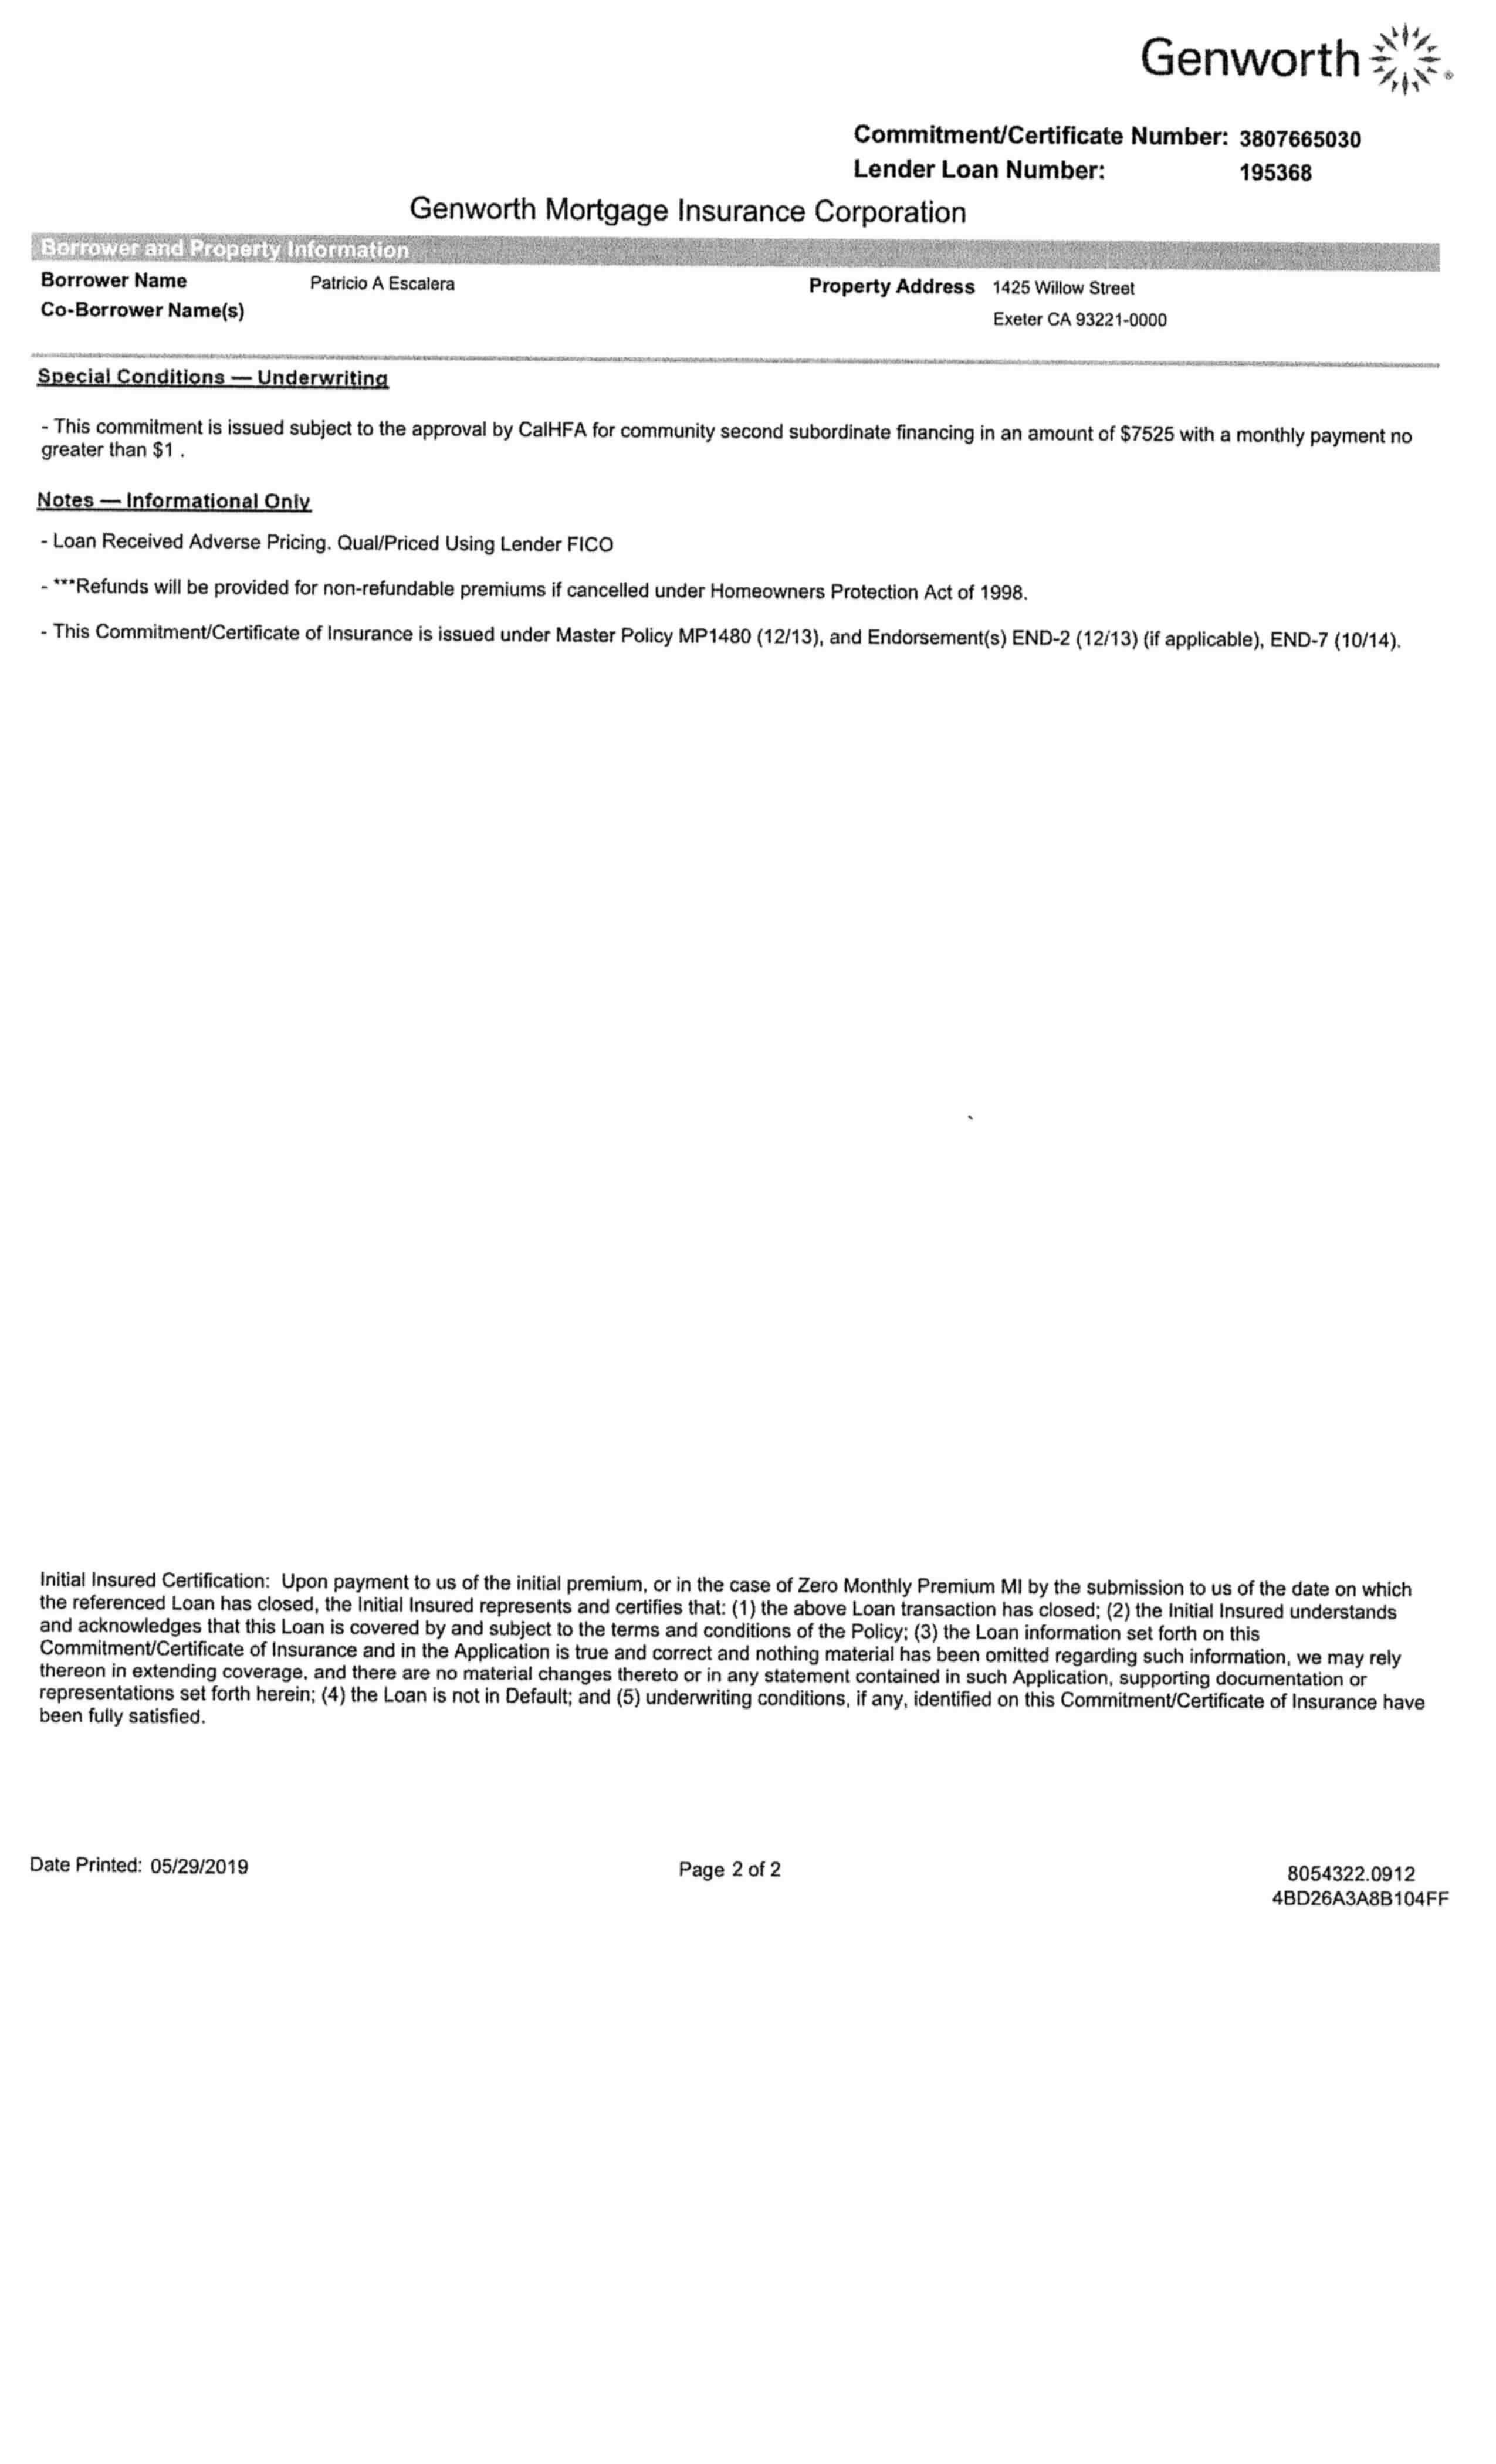 Genworth ®
Commitment/Certificate Number: 3807665030
Lender Loan Number: 195368
Genworth Mortgage Insurance Corporation
Borrower and Property Information
Borrower Name Patricio A Escalera Property Address 1425 Willow Street
Co-Borrower Name(s)
Exeter CA 93221-0000
Special Conditions — Underwriting
- This commitment is issued subject to the approval by CalHFA for community second subordinate financing in an amount of $7525 with a monthly payment no
greater than $1 .
Notes — Informational Only
- Loan Received Adverse Pricing. Qual/Priced Using Lender FICO
- ***Refunds will be provided for non-refundable premiums if cancelled under Homeowners Protection Act of 1998.
- This Commitment/Certificate of Insurance is issued under Master Policy MP1480 (12/13), and Endorsement(s) END-2 (12/13) (if applicable), END-7 (10/14).
Initial Insured Certification: Upon payment to us of the initial premium, or in the case of Zero Monthly Premium MI by the submission to us of the date on which
the referenced Loan has closed, the Initial Insured represents and certifies that: (1) the above Loan transaction has closed; (2) the Initial Insured understands
and acknowledges that this Loan is covered by and subject to the terms and conditions of the Policy; (3) the Loan information set forth on this
Commitment/Certificate of Insurance and in the Application is true and correct and nothing material has been omitted regarding such information, we may rely
thereon in extending coverage, and there are no material changes thereto or in any statement contained in such Application, supporting documentation or
representations set forth herein; (4) the Loan is not in Default; and (5) underwriting conditions, if any, identified on this Commitment/Certificate of Insurance have
been fully satisfied.
Date Printed: 05/29/2019 Page 2 of 2 8054322.0912
4BD26A3A8B104FF